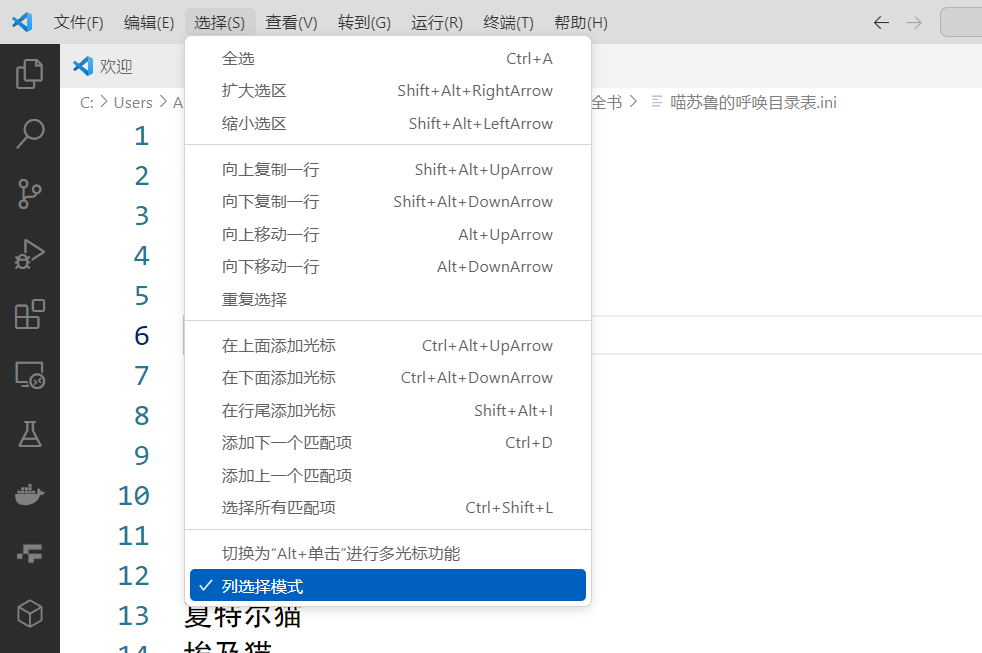 文件(F) 编辑(E) 选择(S) 查看(V) 转到(G) 运行(R) 终端(T) 帮助(H)
欢迎
C: > Users > A
全书 > 喵苏鲁的呼唤目录表.ini
全选 Ctrl+A
扩大选区 Shift+Alt+RightArrow
缩小选区 Shift+Alt+LeftArrow
向上复制一行 Shift+Alt+UpArrow
向下复制一行 Shift+Alt+DownArrow
向上移动一行 Alt+UpArrow
向下移动一行 Alt+DownArrow
重复选择
在上面添加光标 Ctrl+Alt+UpArrow
在下面添加光标 Ctrl+Alt+DownArrow
在行尾添加光标 Shift+Alt+I
添加下一个匹配项 Ctrl+D
添加上一个匹配项
选择所有匹配项 Ctrl+Shift+L
切换为“Alt+单击”进行多光标功能
列选择模式
1
2
3
4
5
6
7
8
9
10
11
12
13 夏特尔猫
14 埃及猫